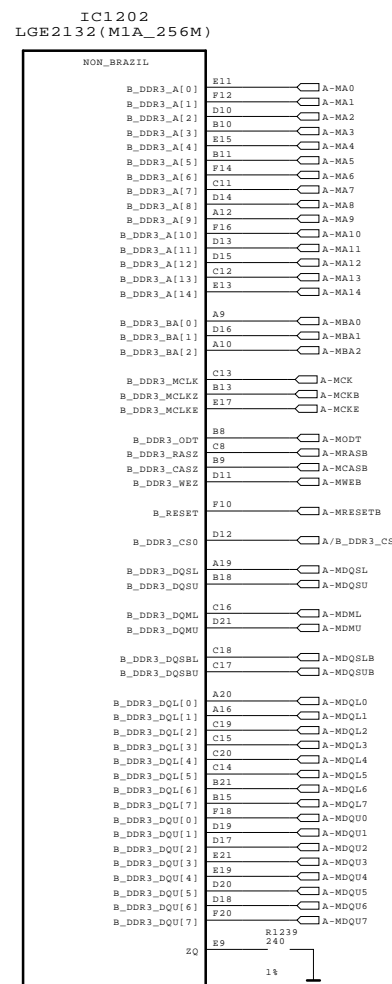 IC1202
LGE2132(M1A_256M)
NON_BRAZIL
B_DDR3_A[0] E11 A-MA0
B_DDR3_A[1] F12 A-MA1
B_DDR3_A[2] D10 A-MA2
B_DDR3_A[3] B10 A-MA3
B_DDR3_A[4] E15 A-MA4
B_DDR3_A[5] B11 A-MA5
B_DDR3_A[6] F14 A-MA6
B_DDR3_A[7] C11 A-MA7
B_DDR3_A[8] D14 A-MA8
B_DDR3_A[9] A12 A-MA9
B_DDR3_A[10] F16 A-MA10
B_DDR3_A[11] D13 A-MA11
B_DDR3_A[12] D15 A-MA12
B_DDR3_A[13] C12 A-MA13
B_DDR3_A[14] E13 A-MA14
B_DDR3_BA[0] A9 A-MBA0
B_DDR3_BA[1] D16 A-MBA1
B_DDR3_BA[2] A10 A-MBA2
B_DDR3_MCLK C13 A-MCK
B_DDR3_MCLKZ B13 A-MCKB
B_DDR3_MCLKE E17 A-MCKE
B_DDR3_ODT B8 A-MODT
B_DDR3_RASZ C8 A-MRASB
B_DDR3_CASZ B9 A-MCASB
B_DDR3_WEZ D11 A-MWEB
B_RESET F10 A-MRESETB
B_DDR3_CS0 D12 A/B_DDR3_CS
B_DDR3_DQSL A19 A-MDQSL
B_DDR3_DQSU B18 A-MDQSU
B_DDR3_DQML C16 A-MDML
B_DDR3_DQMU D21 A-MDMU
B_DDR3_DQSBL C18 A-MDQSLB
B_DDR3_DQSBU C17 A-MDQSUB
B_DDR3_DQL[0] A20 A-MDQL0
B_DDR3_DQL[1] A16 A-MDQL1
B_DDR3_DQL[2] C19 A-MDQL2
B_DDR3_DQL[3] C15 A-MDQL3
B_DDR3_DQL[4] C20 A-MDQL4
B_DDR3_DQL[5] C14 A-MDQL5
B_DDR3_DQL[6] B21 A-MDQL6
B_DDR3_DQL[7] B15 A-MDQL7
B_DDR3_DQU[0] F18 A-MDQU0
B_DDR3_DQU[1] D19 A-MDQU1
B_DDR3_DQU[2] D17 A-MDQU2
B_DDR3_DQU[3] E21 A-MDQU3
B_DDR3_DQU[4] E19 A-MDQU4
B_DDR3_DQU[5] D20 A-MDQU5
B_DDR3_DQU[6] D18 A-MDQU6
B_DDR3_DQU[7] F20 A-MDQU7
R1239
ZQ E9 240
1%